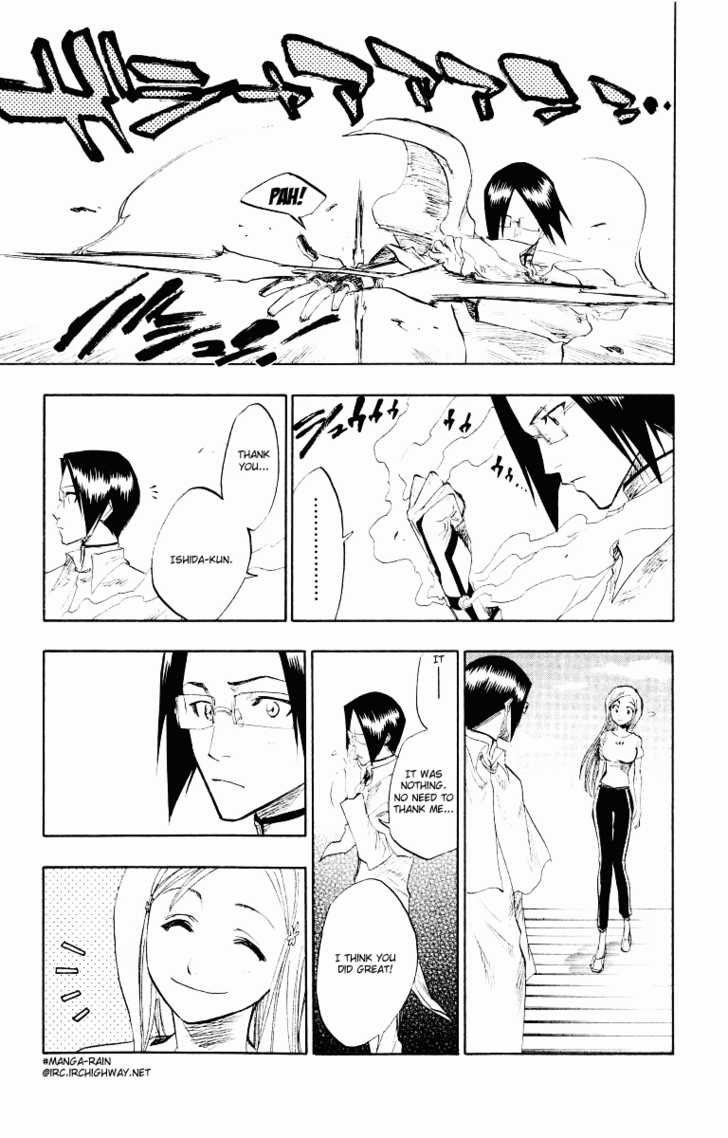 PAH!
..........
THANK
YOU...
ISHIDA-KUN.
IT
—
IT WAS
NOTHING.
NO NEED TO
THANK ME...
I THINK YOU
DID GREAT!
#MANGA-RAIN
@IRC.IRCHIGHWAY.NET